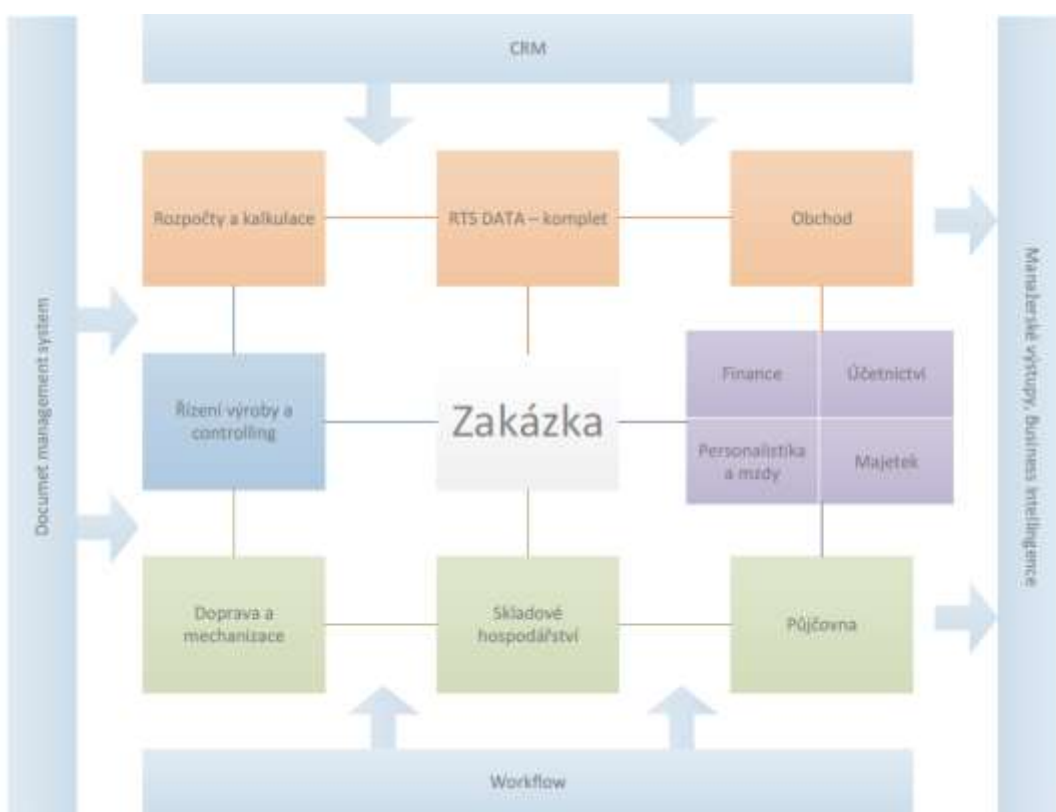 CRM
Documet management system
Rozpočty a kalkulace
RTS DATA – komplet
Obchod
Řízení výroby a
controlling
Zakázka
Finance
Účetnictví
Personalistika
a mzdy
Majetek
Doprava a
mechanizace
Skladové
hospodářství
Půjčovna
Manažerské výstupy, Business Intellingence
Workflow